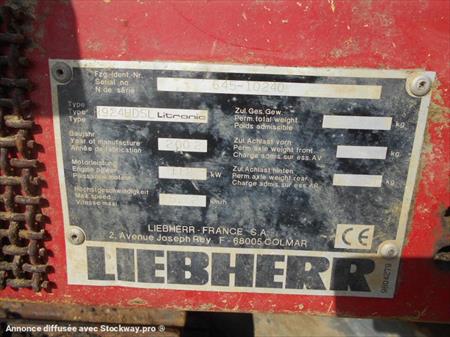 Fzg-Ident. Nr.
Serial no.
N de série
645-10240
Type
Type
Type
R924HDSL Litronic
Baujahr
Year of manufacture
Année de fabrication
Motorleistung
Engine power
Puissance moteur
kW
Höchstgeschwindigkeit
Max speed
Vitesse max
km/h
Zul. Ges. Gew.
Perm. total weight
Poids admissible
kg
Zul. Achslast vorn
Perm. axle weight front
Charge admis. sur ess. AV
kg
Zul. Achslast hinten
Perm. axle weight rear
Charge admis. sur ess. AR
kg
LIEBHERR - FRANCE S.A.
2, Avenue Joseph Rey F - 68005 COLMAR
CE
LIEBHERR
Annonce diffusée avec Stockway.pro ®